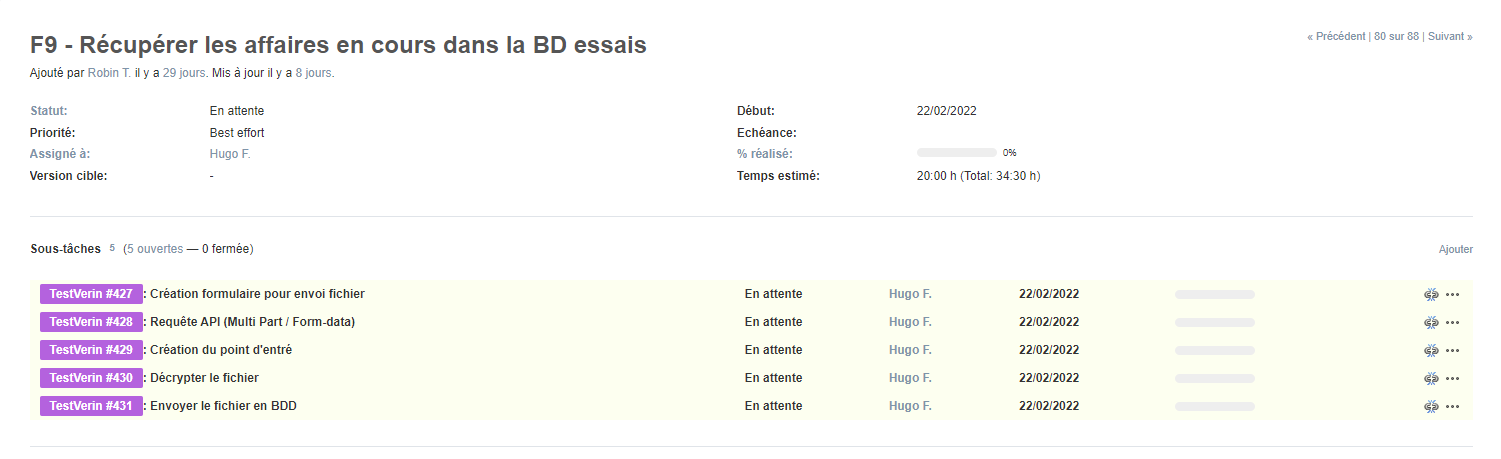 F9 - Récupérer les affaires en cours dans la BD essais
« Précédent | 80 sur 88 | Suivant »
Ajouté par Robin T. il y a 29 jours. Mis à jour il y a 8 jours.
Statut: En attente Début: 22/02/2022
Priorité: Best effort Echéance:
Assigné à: Hugo F. % réalisé: 0%
Version cible: - Temps estimé: 20:00 h (Total: 34:30 h)
Sous-tâches 5 (5 ouvertes — 0 fermée) Ajouter
TestVerin #427: Création formulaire pour envoi fichier En attente Hugo F. 22/02/2022
TestVerin #428: Requête API (Multi Part / Form-data) En attente Hugo F. 22/02/2022
TestVerin #429: Création du point d'entré En attente Hugo F. 22/02/2022
TestVerin #430: Décrypter le fichier En attente Hugo F. 22/02/2022
TestVerin #431: Envoyer le fichier en BDD En attente Hugo F. 22/02/2022